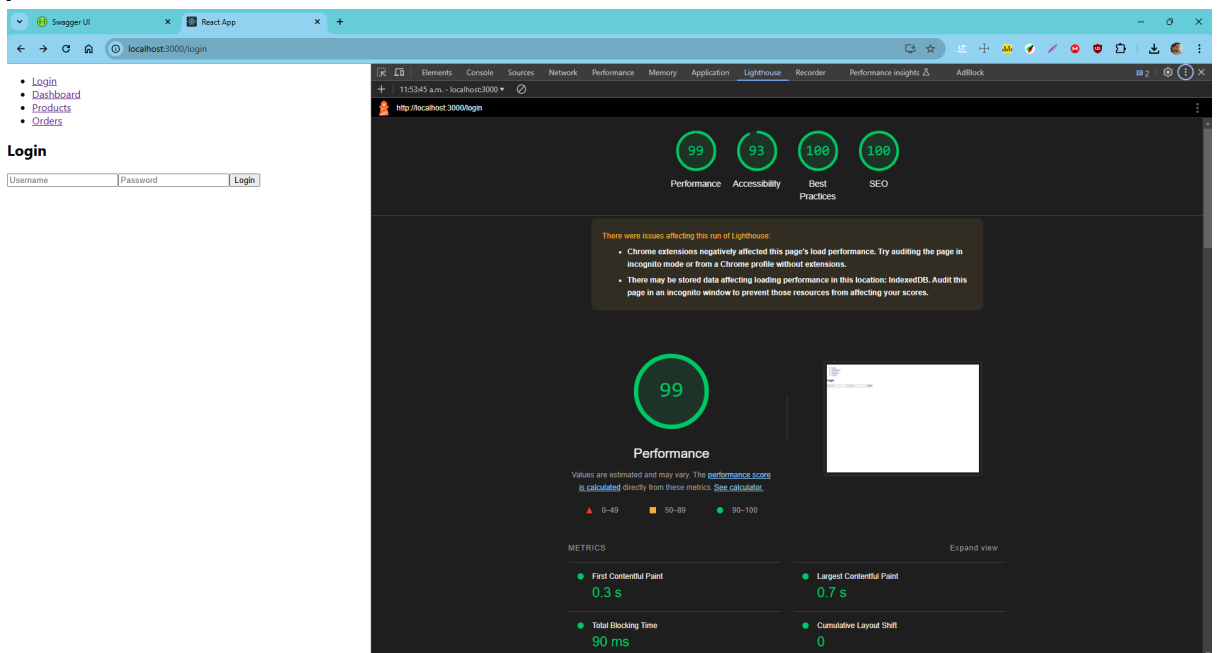 Swagger UI
React App
localhost:3000/login
Login
Dashboard
Products
Orders
Login
Username
Password
Login
Elements Console Sources Network Performance Memory Application Lighthouse Recorder Performance insights AdBlock
2
11:53:45 a.m. - localhost:3000
http://localhost:3000/login
99 93 100 100
Performance Accessibility Best Practices SEO
There were issues affecting this run of Lighthouse:
Chrome extensions negatively affected this page's load performance. Try auditing the page in
incognito mode or from a Chrome profile without extensions.
There may be stored data affecting loading performance in this location: IndexedDB. Audit this
page in an incognito window to prevent those resources from affecting your scores.
99
Performance
Values are estimated and may vary. The performance score
is calculated directly from these metrics. See calculator.
0–49 50–89 90–100
METRICS
Expand view
First Contentful Paint
0.3 s
Largest Contentful Paint
0.7 s
Total Blocking Time
90 ms
Cumulative Layout Shift
0